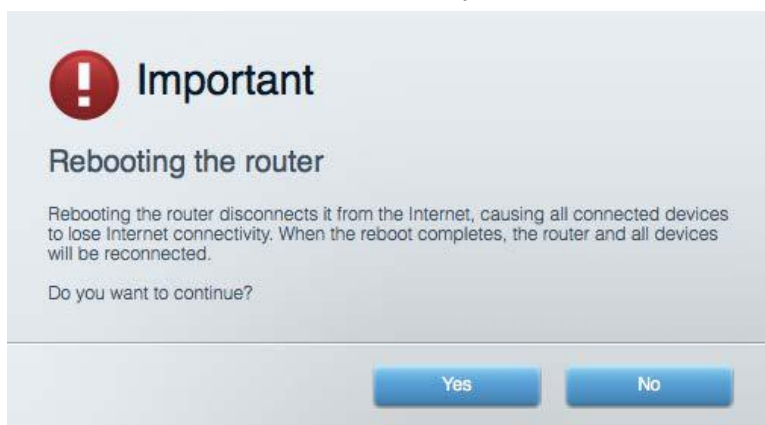 Important
Rebooting the router
Rebooting the router disconnects it from the Internet, causing all connected devices
to lose Internet connectivity. When the reboot completes, the router and all devices
will be reconnected.
Do you want to continue?
Yes
No